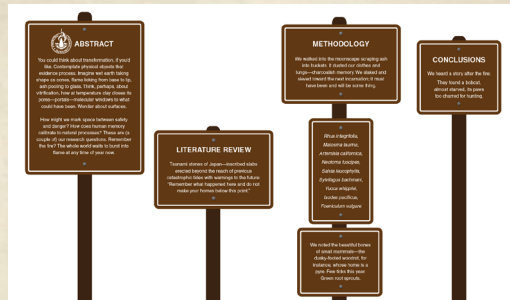 ABSTRACT
You could think about transformation, if you'd
like. Contemplate physical objects that
evidence process. Imagine wet earth taking
shape as cones, flame licking from base to lip,
ash pooling to glass. Think, perhaps, about
vitrification, how at temperature clay closes its
pores—portals—molecular windows to what
could have been. Wonder about surfaces.
How might we mark space between safety
and danger? How does human memory
calibrate to natural processes? These are (a
couple of) our research questions. Remember
the fire? The whole world waits to burst into
flame at any time of year now.
LITERATURE REVIEW
Tsunami stones of Japan—inscribed slabs
erected beyond the reach of previous
catastrophic tides with warnings to the future:
"Remember what happened here and do not
make your homes below this point."
METHODOLOGY
We walked into the moonscape scraping ash
into buckets. It dusted our clothes and
lungs—charcoalish memory. We staked and
stowed toward the next incarnation: it must
have been and will be some thing.
Rhus integrifolia,
Malosma laurina,
Artemisia californica,
Neotoma fuscipes,
Salvia leucophylla,
Sylvilagus bachmani,
Yucca whipplei,
Ixodes pacificus,
Foeniculum vulgare
We noted the beautiful bones
of small mammals—the
dusky-footed woodrat, for
instance, whose home is a
pyre. Few ticks this year.
Green root sprouts.
CONCLUSIONS
We heard a story after the fire:
They found a bobcat,
almost starved, its paws
too charred for hunting.